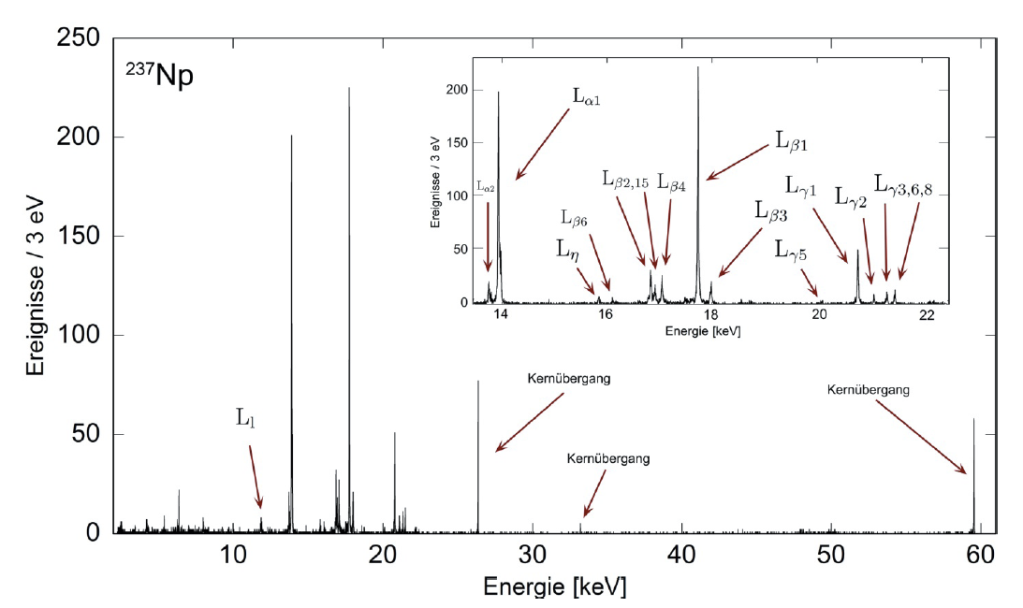 250
200
150
100
50
0
Ereignisse / 3 eV
²³⁷Np
L_l
10
20
30
40
50
60
Energie [keV]
Kernübergang
Kernübergang
Kernübergang
200
150
100
50
0
Ereignisse / 3 eV
L_α1
L_α2
L_η
L_β6
L_β2,15
L_β4
L_β1
L_β3
L_γ5
L_γ1
L_γ2
L_γ3,6,8
14
16
18
20
22
Energie [keV]